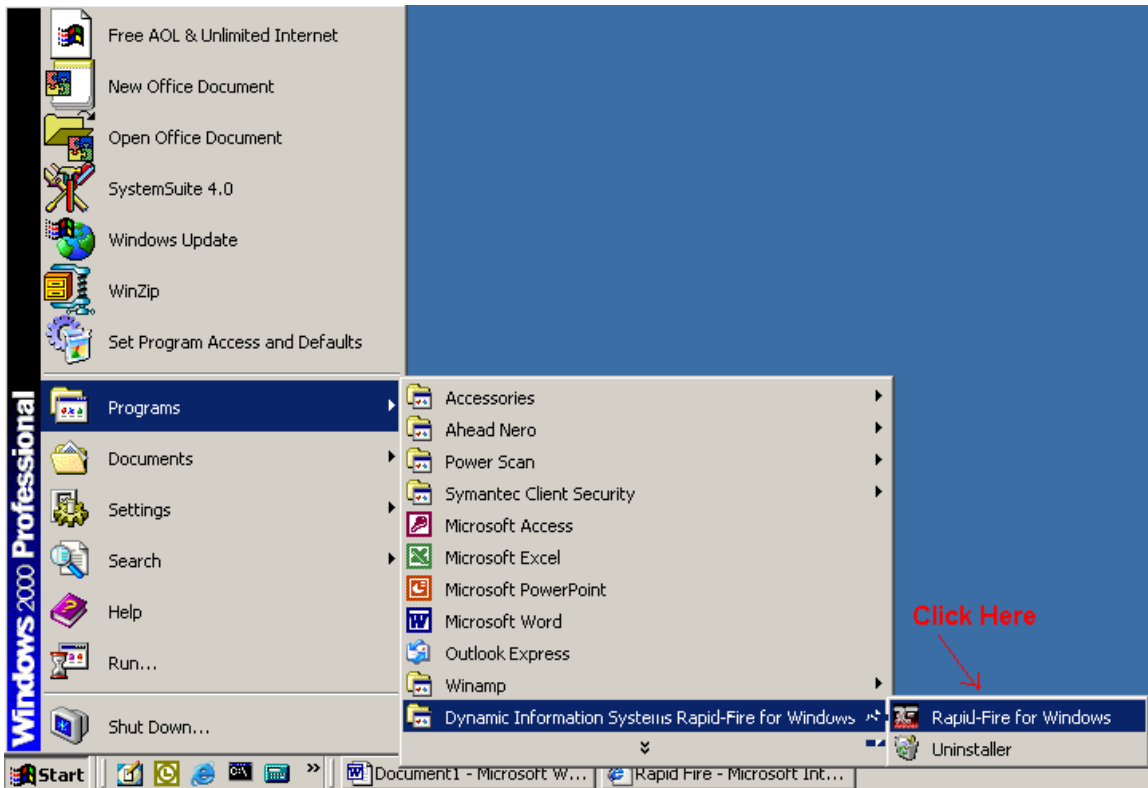 Free AOL & Unlimited Internet
New Office Document
Open Office Document
SystemSuite 4.0
Windows Update
WinZip
Set Program Access and Defaults
Programs
Documents
Settings
Search
Help
Run...
Shut Down...
Windows 2000 Professional
Accessories
Ahead Nero
Power Scan
Symantec Client Security
Microsoft Access
Microsoft Excel
Microsoft PowerPoint
Microsoft Word
Outlook Express
Winamp
Dynamic Information Systems Rapid-Fire for Windows
Click Here
Rapid-Fire for Windows
Uninstaller
Start
Document1 - Microsoft W...
Rapid Fire - Microsoft Int...